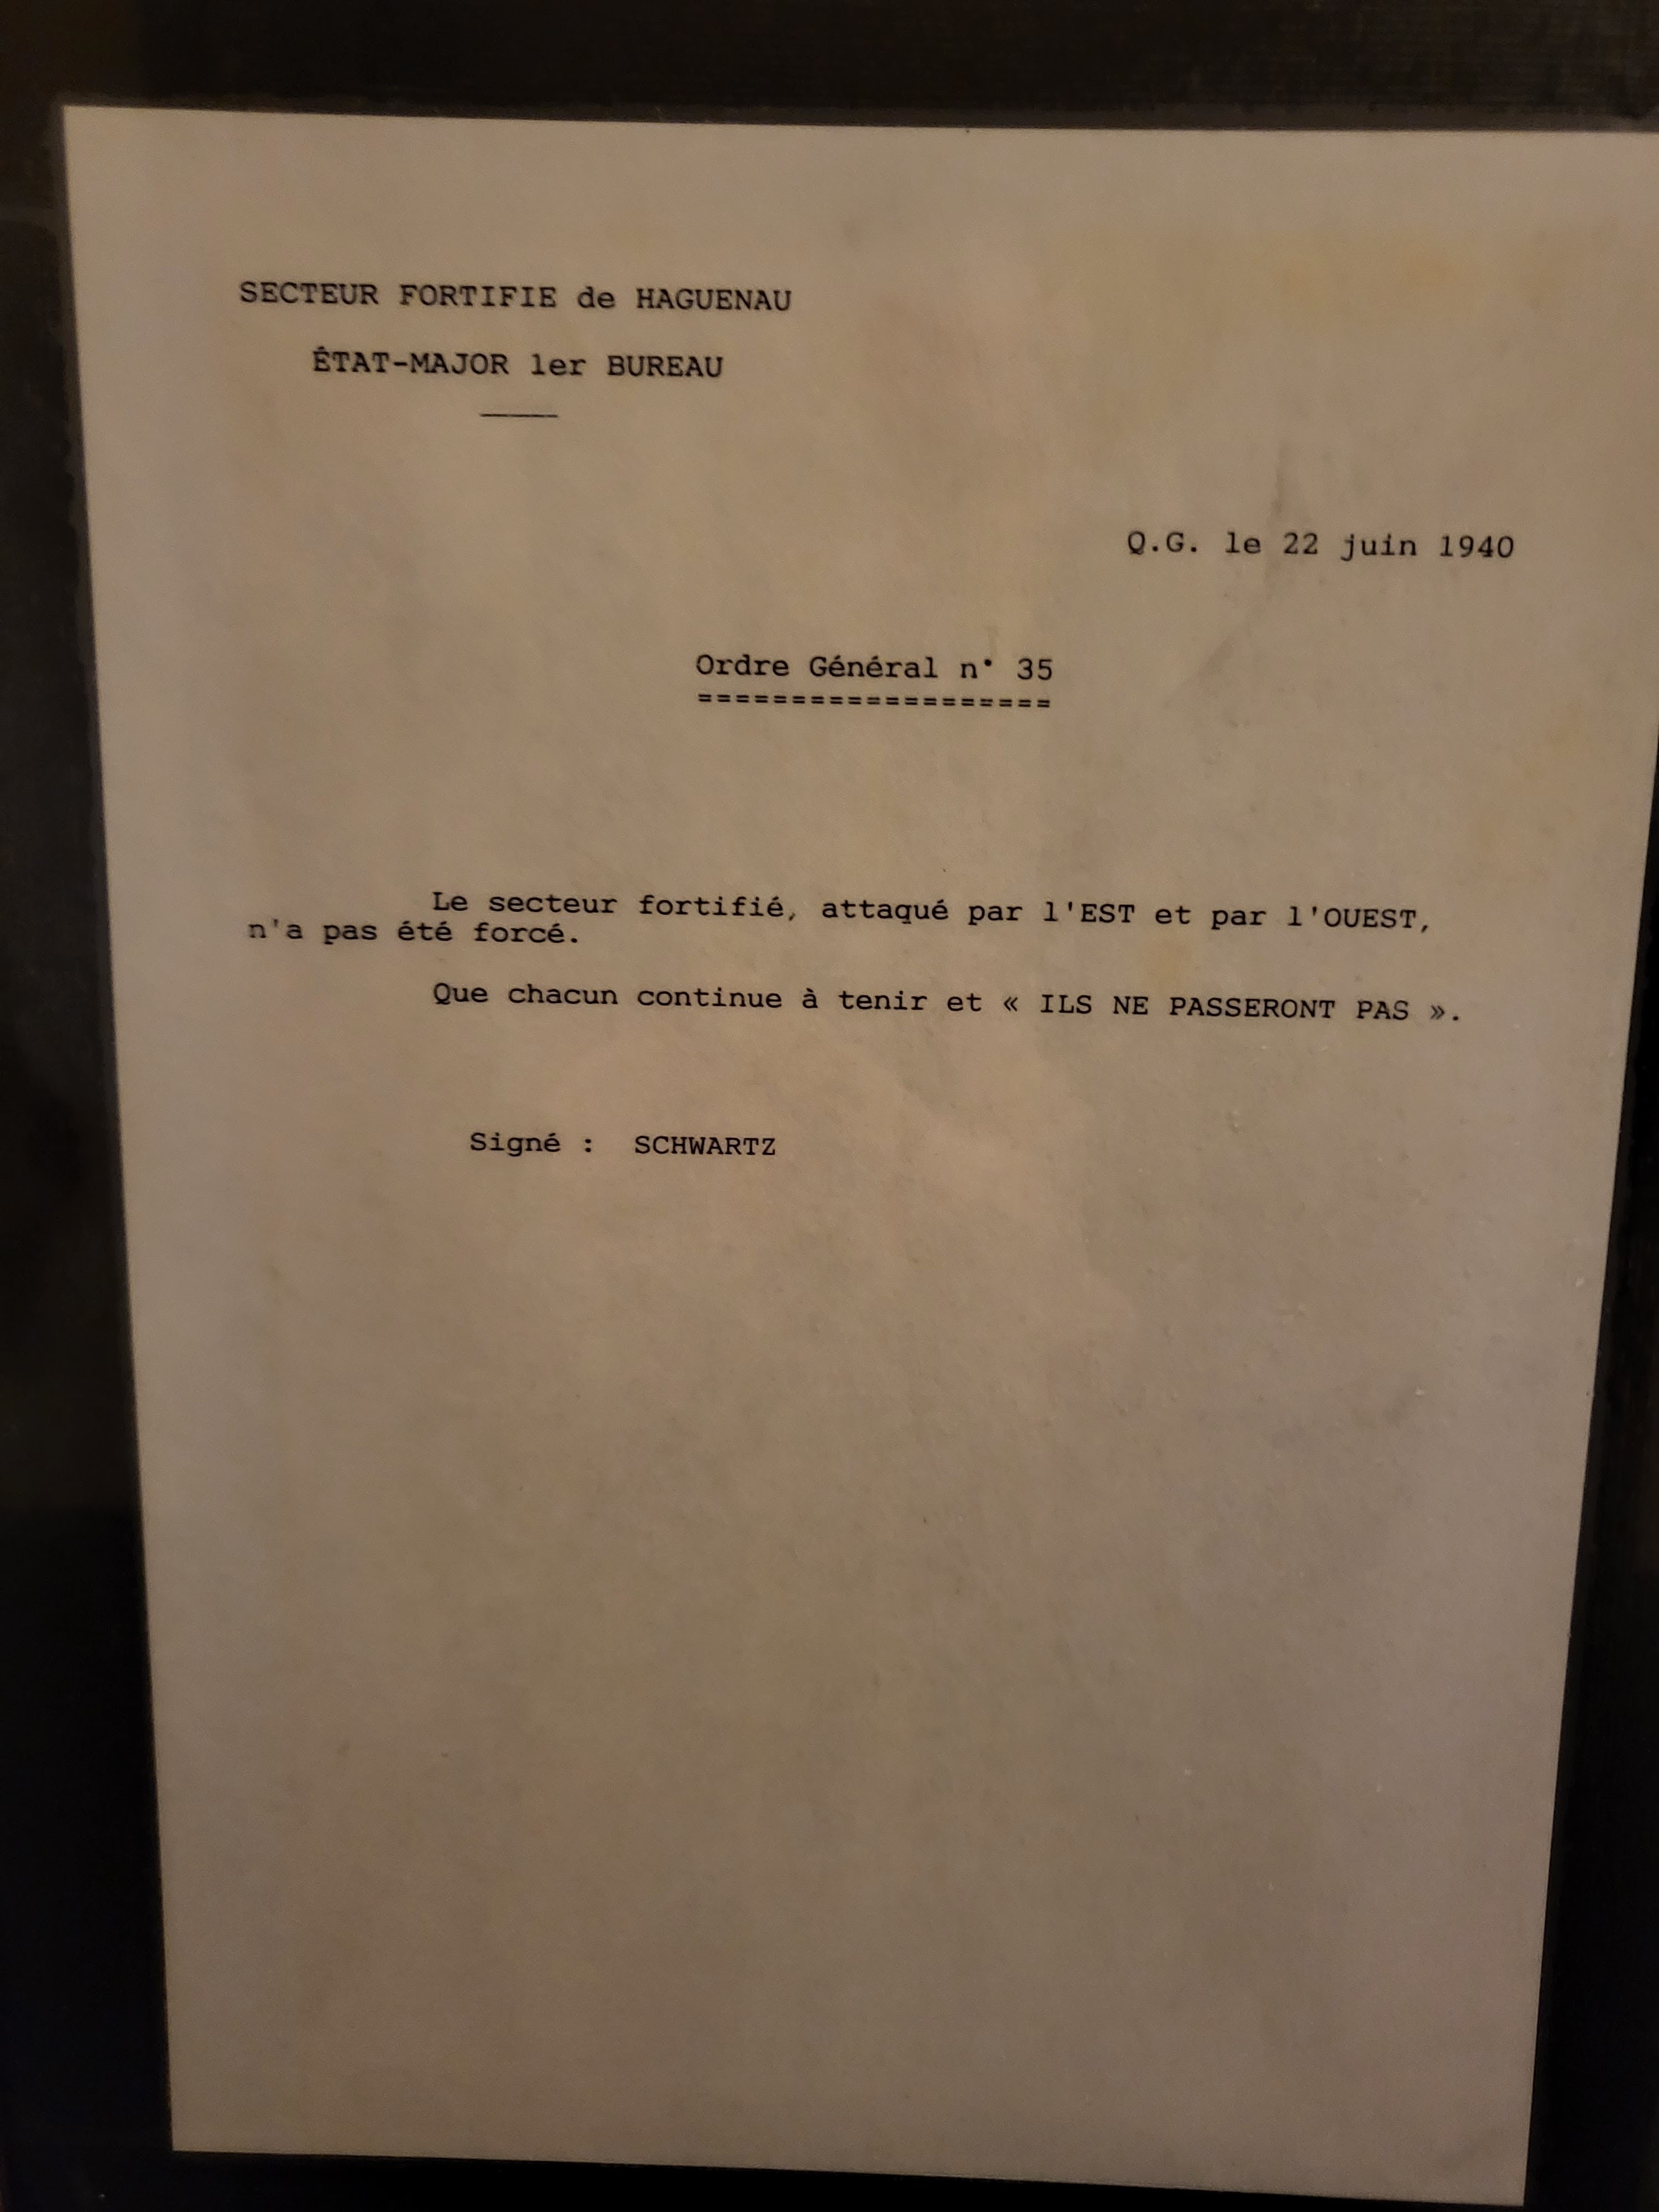 SECTEUR FORTIFIE de HAGUENAU
ÉTAT-MAJOR 1er BUREAU
Q.G. le 22 juin 1940
Ordre Général n° 35
===================
Le secteur fortifié, attaqué par l'EST et par l'OUEST,
n'a pas été forcé.
Que chacun continue à tenir et « ILS NE PASSERONT PAS ».
Signé : SCHWARTZ